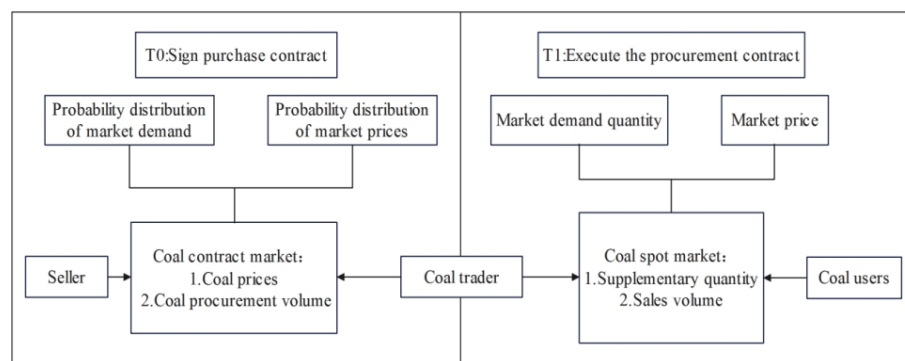 T0:Sign purchase contract
Probability distribution
of market demand
Probability distribution
of market prices
Coal contract market:
1.Coal prices
2.Coal procurement volume
Seller
Coal trader
T1:Execute the procurement contract
Market demand quantity
Market price
Coal spot market:
1.Supplementary quantity
2.Sales volume
Coal users